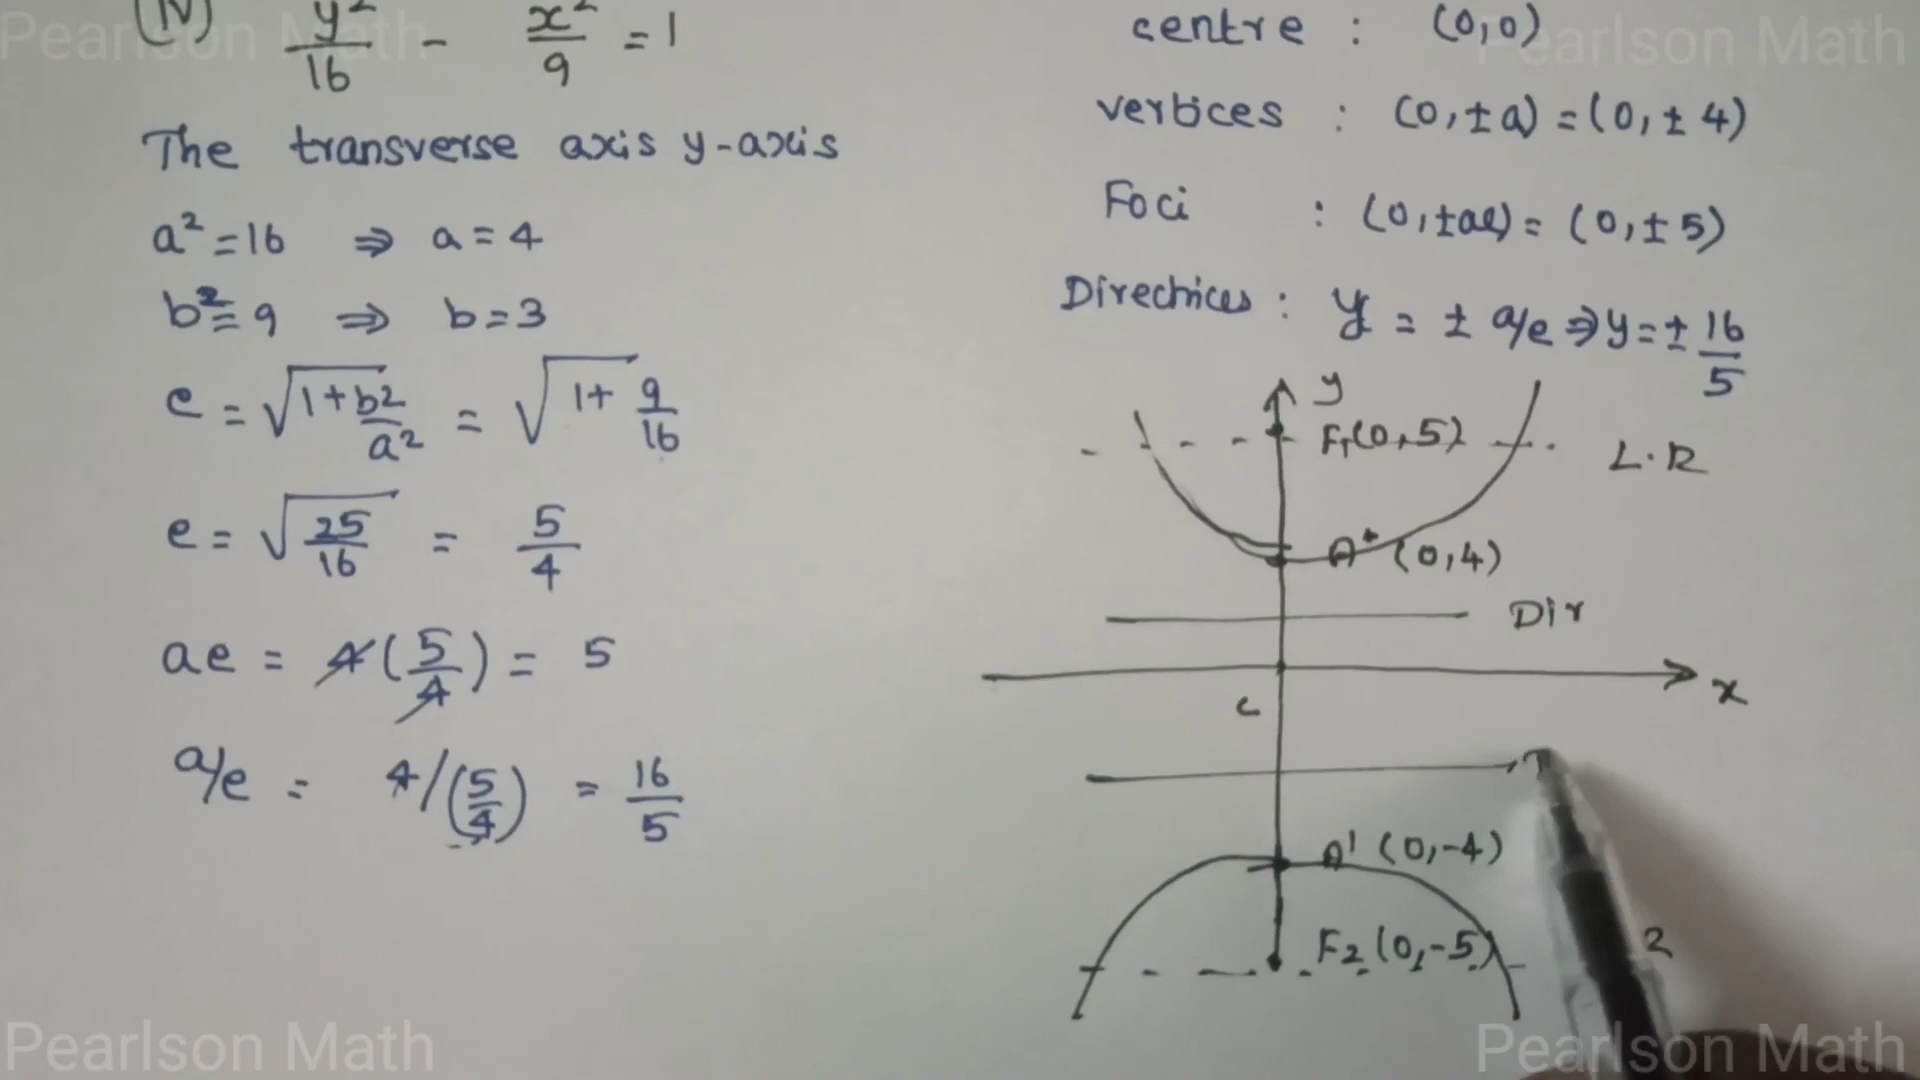 (iv) y²/16 - x²/9 = 1
The transverse axis y-axis
a² = 16 ⇒ a = 4
b² = 9 ⇒ b = 3
e = √(1 + b²/a²) = √(1 + 9/16)
e = √(25/16) = 5/4
ae = 4(5/4) = 5
a/e = 4/(5/4) = 16/5
centre : (0,0)
vertices : (0, ± a) = (0, ± 4)
Foci : (0, ± ae) = (0, ± 5)
Directrices : y = ± a/e ⇒ y = ± 16/5
y
F₁(0, 5)
L.R
A (0, 4)
Dir
x
c
A' (0, -4)
F2 (0, -5)
Pearlson Math
Pearlson Math
Pearlson Math
Pearlson Math